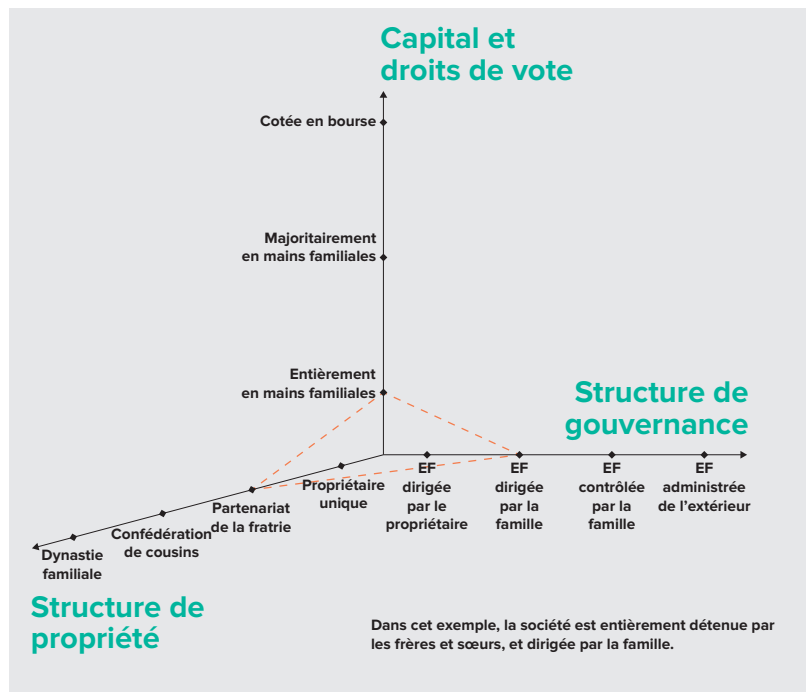 Capital et
droits de vote
Cotée en bourse
Majoritairement
en mains familiales
Entièrement
en mains familiales
Structure de
gouvernance
EF
dirigée
par le
propriétaire
EF
dirigée
par la
famille
EF
contrôlée
par la
famille
EF
administrée
de l’extérieur
Propriétaire
unique
Partenariat
de la fratrie
Confédération
de cousins
Dynastie
familiale
Structure de
propriété
Dans cet exemple, la société est entièrement détenue par
les frères et sœurs, et dirigée par la famille.